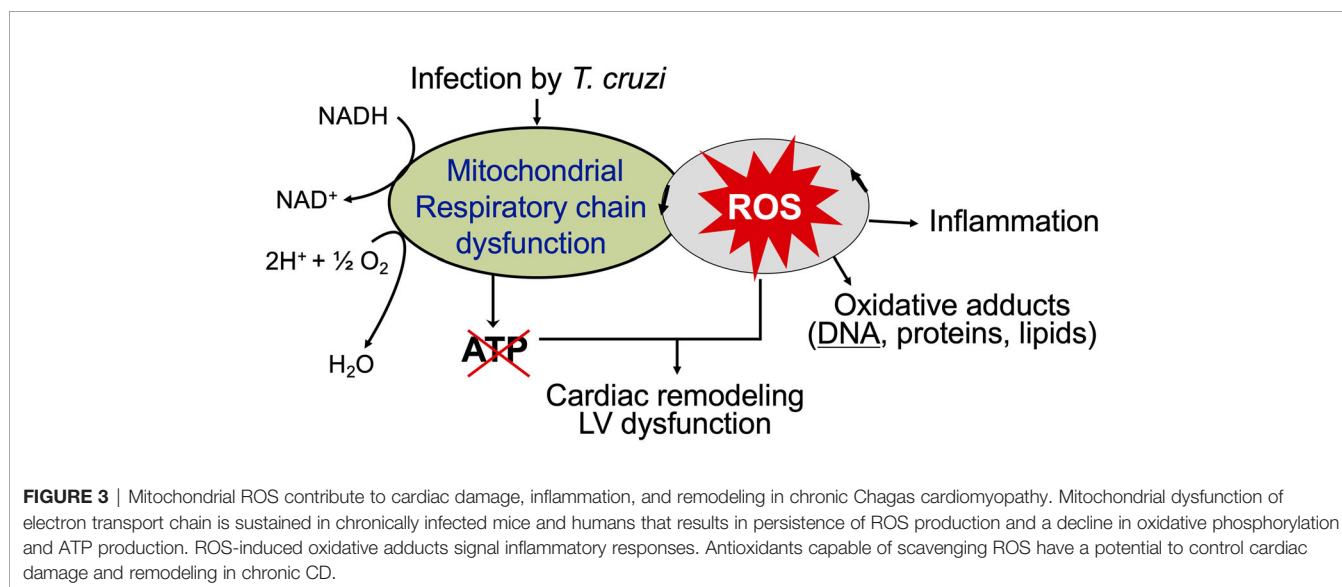 Infection by T. cruzi
NADH
NAD⁺
2H⁺ + ½ O₂
H₂O
Mitochondrial
Respiratory chain
dysfunction
ROS
Inflammation
Oxidative adducts
(DNA, proteins, lipids)
ATP
Cardiac remodeling
LV dysfunction
FIGURE 3 | Mitochondrial ROS contribute to cardiac damage, inflammation, and remodeling in chronic Chagas cardiomyopathy. Mitochondrial dysfunction of
electron transport chain is sustained in chronically infected mice and humans that results in persistence of ROS production and a decline in oxidative phosphorylation
and ATP production. ROS-induced oxidative adducts signal inflammatory responses. Antioxidants capable of scavenging ROS have a potential to control cardiac
damage and remodeling in chronic CD.